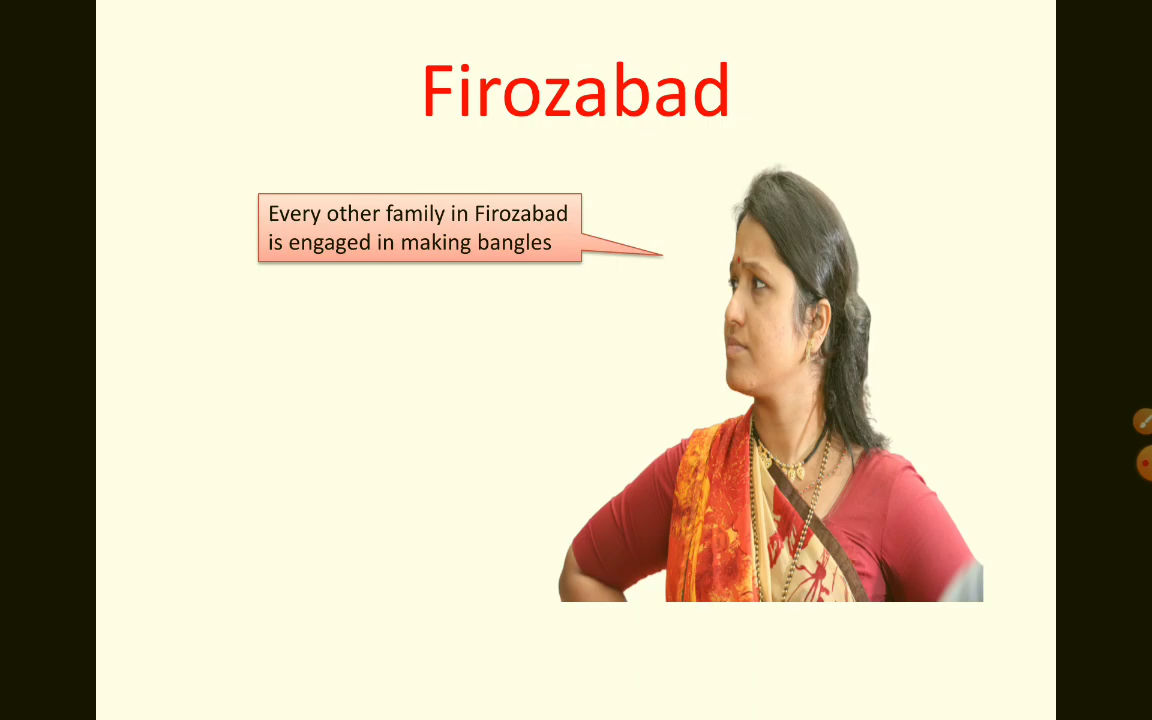 Firozabad
Every other family in Firozabad
is engaged in making bangles